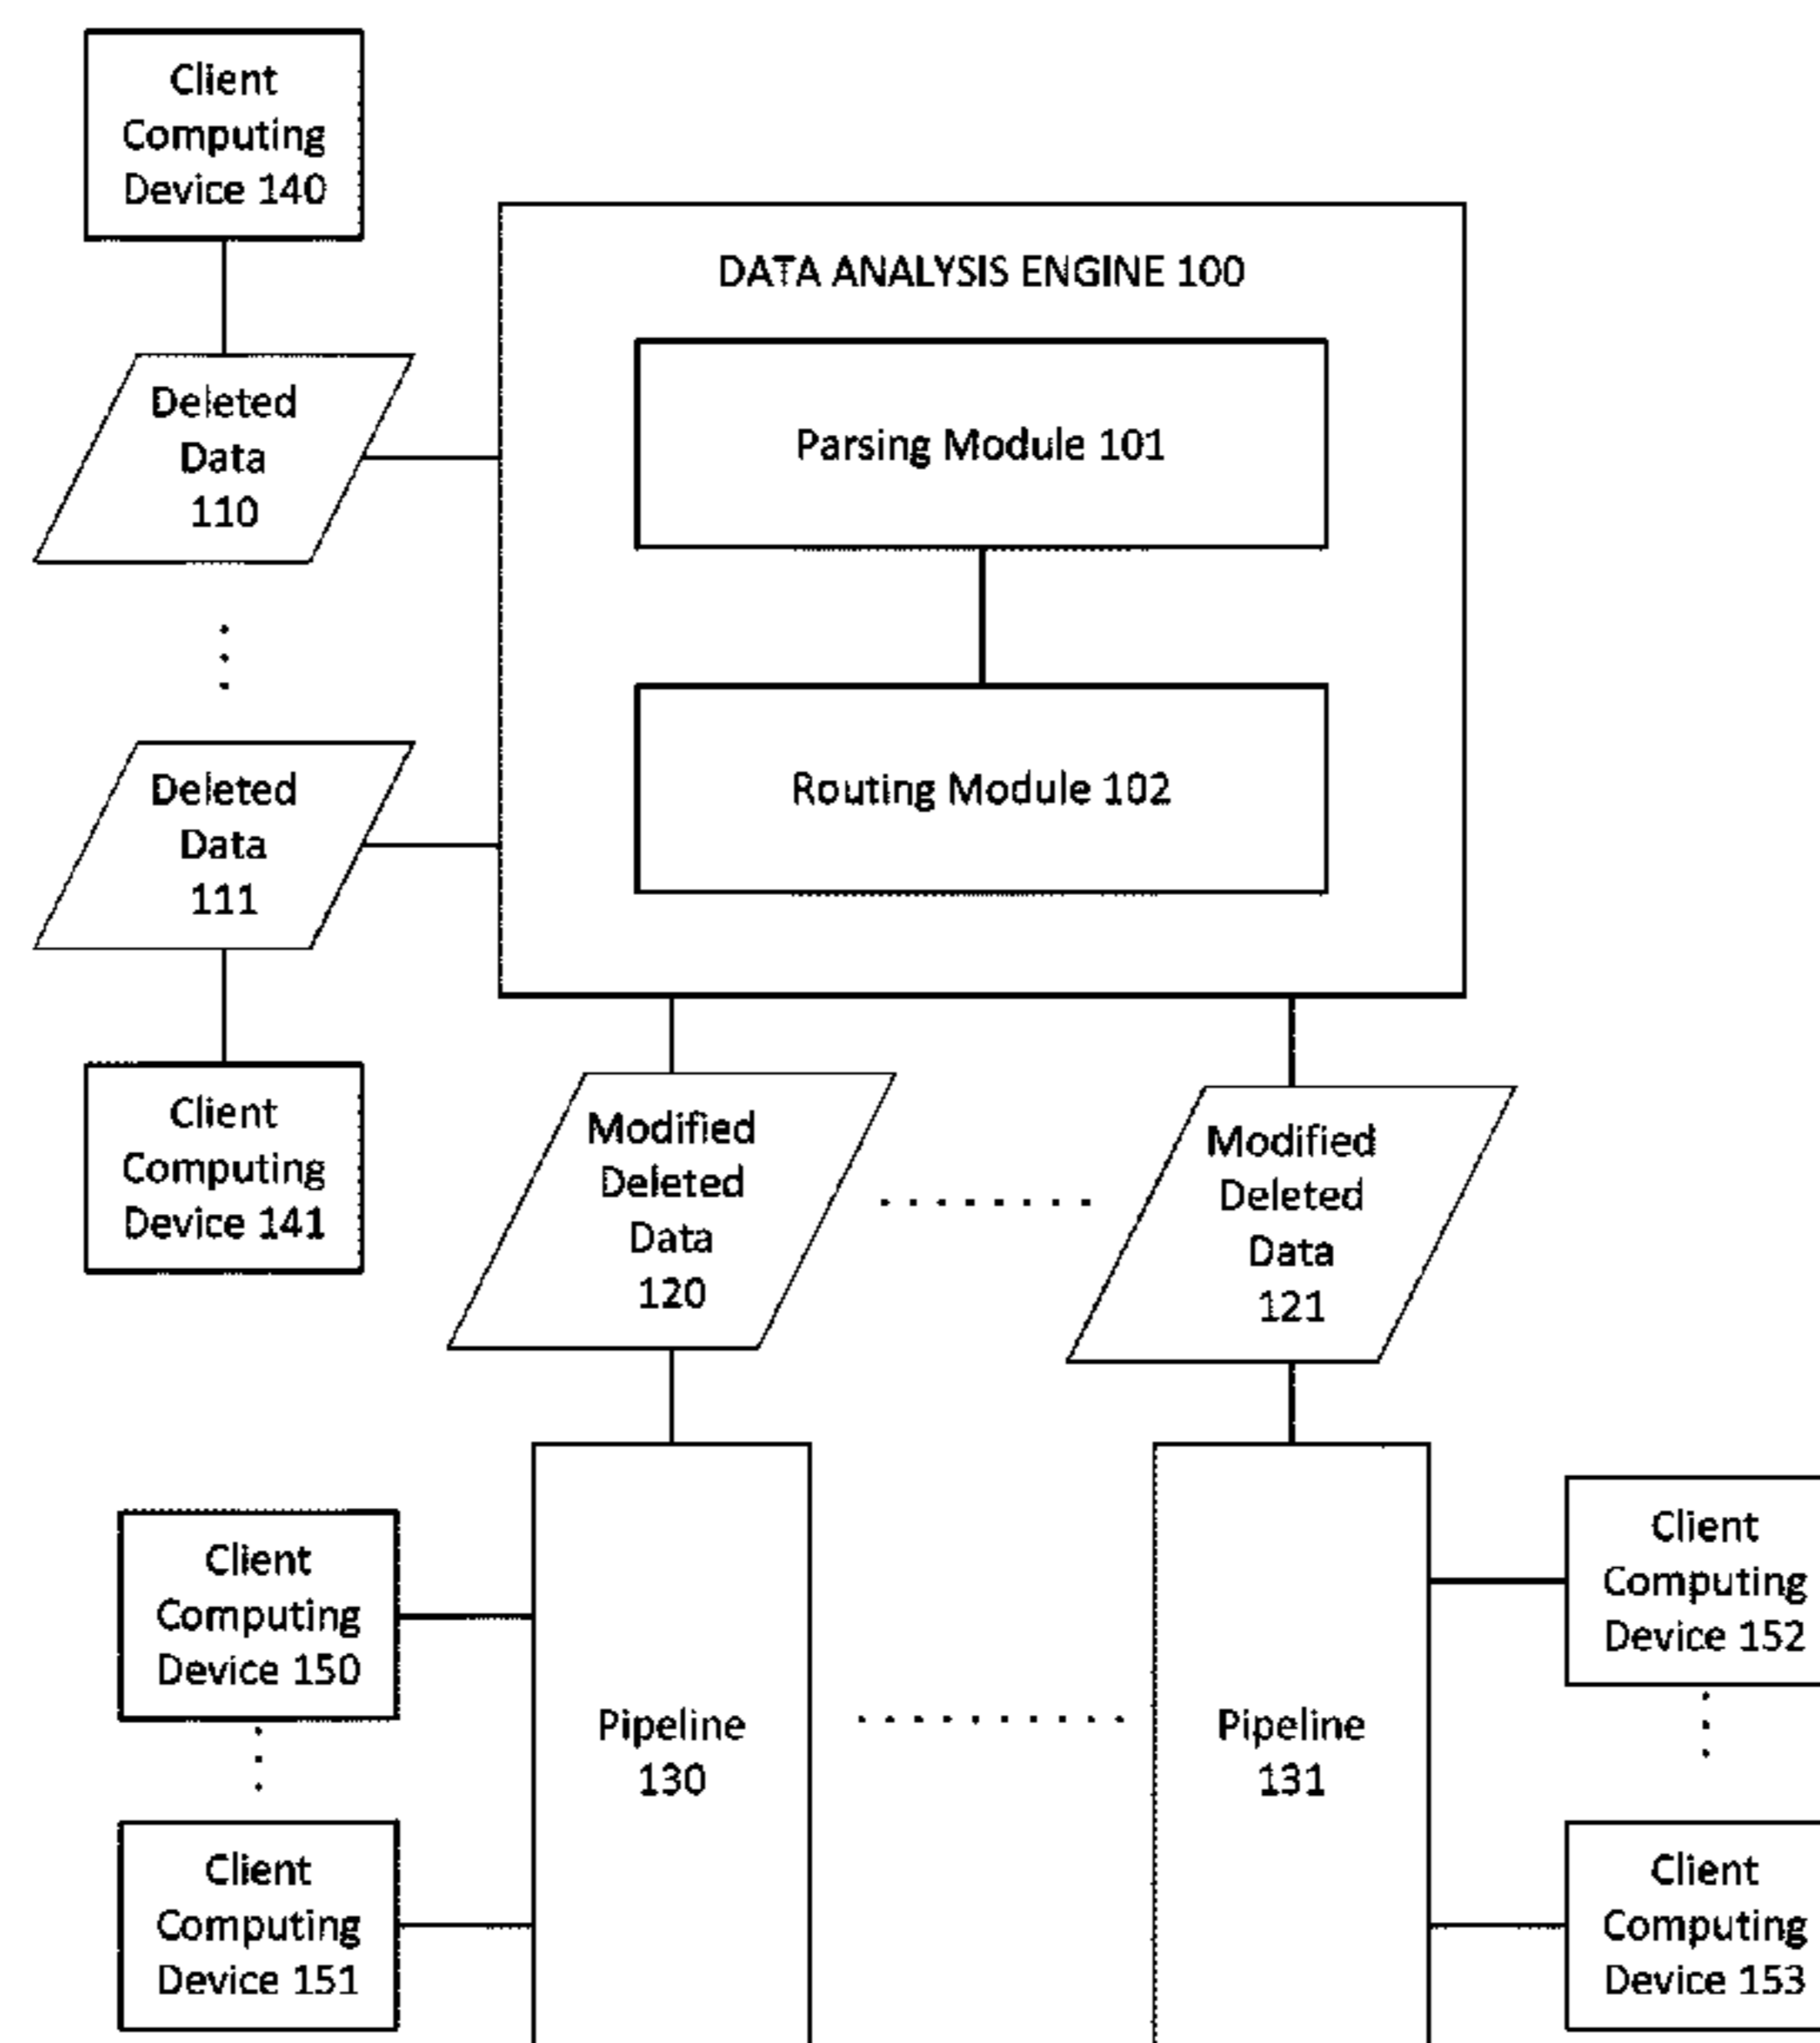 Client
Computing
Device 140
DATA ANALYSIS ENGINE 100
Deleted
Data
110
Parsing Module 101
Routing Module 102
Deleted
Data
111
Client
Computing
Device 141
Modified
Deleted
Data
120
Modified
Deleted
Data
121
Client
Computing
Device 150
Pipeline
130
Pipeline
131
Client
Computing
Device 152
Client
Computing
Device 151
Client
Computing
Device 153